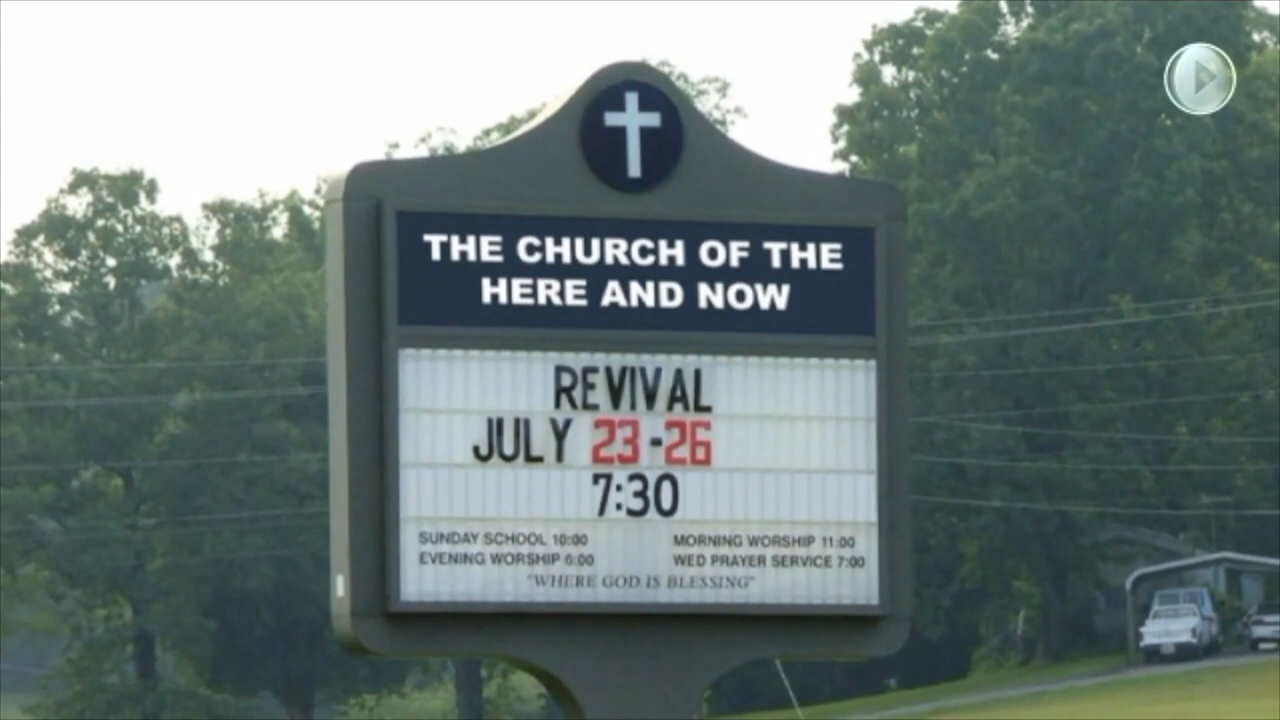 THE CHURCH OF THE
HERE AND NOW
REVIVAL
JULY 23-26
7:30
SUNDAY SCHOOL 10:00 MORNING WORSHIP 11:00
EVENING WORSHIP 6:00 WED PRAYER SERVICE 7:00
"WHERE GOD IS BLESSING"